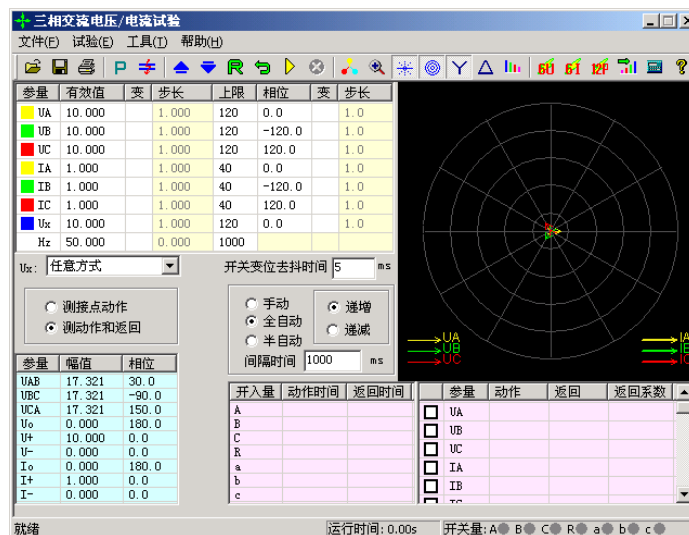 三相交流电压/电流试验
文件(F) 试验(E) 工具(T) 帮助(H)
P R 6U 6I 12P ?
参量 有效值 变 步长 上限 相位 变 步长
UA 10.000 1.000 120 0.0 1.0
UB 10.000 1.000 120 -120.0 1.0
UC 10.000 1.000 120 120.0 1.0
IA 1.000 1.000 40 0.0 1.0
IB 1.000 1.000 40 -120.0 1.0
IC 1.000 1.000 40 120.0 1.0
Ux 10.000 1.000 120 0.0 1.0
Hz 50.000 0.000 1000
Ux: 任意方式 开关变位去抖时间 5 ms
测接点动作
测动作和返回
手动
全自动
半自动
递增
递减
间隔时间 1000 ms
UA
UB
UC
IA
IB
IC
参量 幅值 相位
UAB 17.321 30.0
UBC 17.321 -90.0
UCA 17.321 150.0
Uo 0.000 180.0
U+ 10.000 0.0
U- 0.000 0.0
Io 0.000 180.0
I+ 1.000 0.0
I- 0.000 0.0
开入量 动作时间 返回时间
A
B
C
R
a
b
c
参量 动作 返回 返回系数
UA
UB
UC
IA
IB
IC
就绪 运行时间: 0.00s 开关量: A B C R a b c